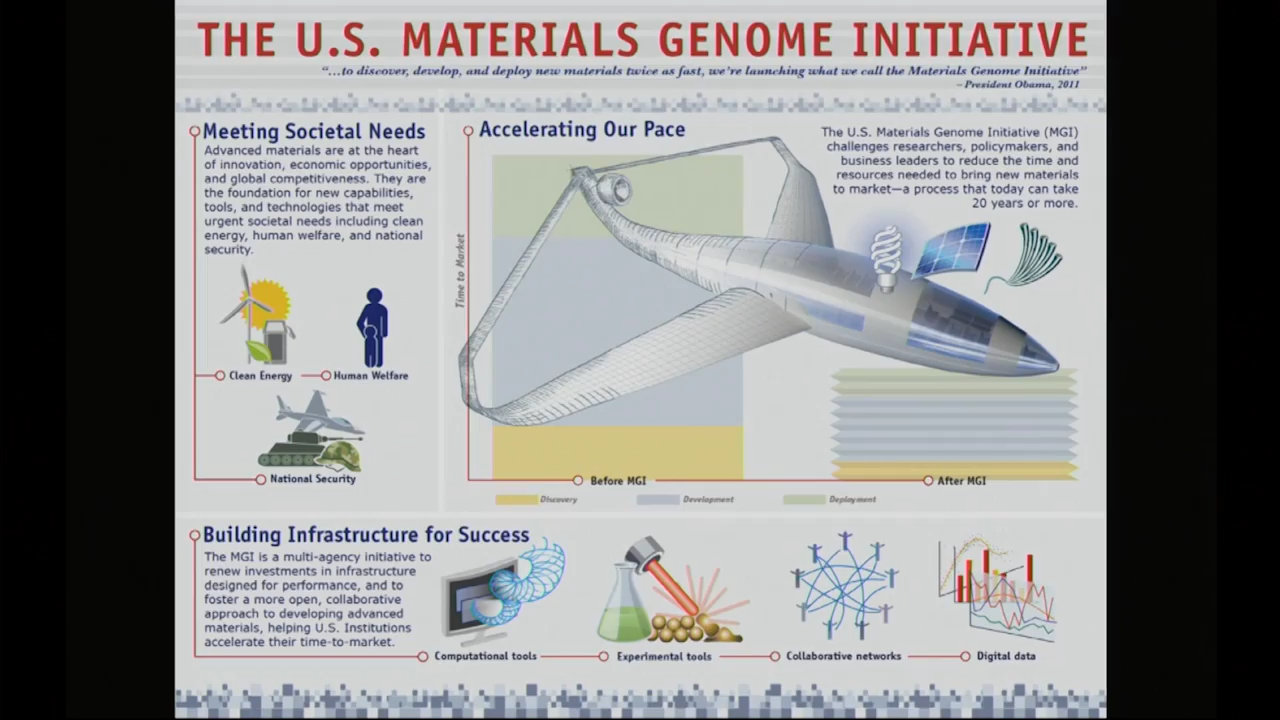 THE U.S. MATERIALS GENOME INITIATIVE
“...to discover, develop, and deploy new materials twice as fast, we’re launching what we call the Materials Genome Initiative”
– President Obama, 2011
Meeting Societal Needs
Advanced materials are at the heart
of innovation, economic opportunities,
and global competitiveness. They are
the foundation for new capabilities,
tools, and technologies that meet
urgent societal needs including clean
energy, human welfare, and national
security.
Clean Energy
Human Welfare
National Security
Accelerating Our Pace
The U.S. Materials Genome Initiative (MGI)
challenges researchers, policymakers, and
business leaders to reduce the time and
resources needed to bring new materials
to market—a process that today can take
20 years or more.
Time to Market
Before MGI
After MGI
Discovery
Development
Deployment
Building Infrastructure for Success
The MGI is a multi-agency initiative to
renew investments in infrastructure
designed for performance, and to
foster a more open, collaborative
approach to developing advanced
materials, helping U.S. Institutions
accelerate their time-to-market.
Computational tools
Experimental tools
Collaborative networks
Digital data